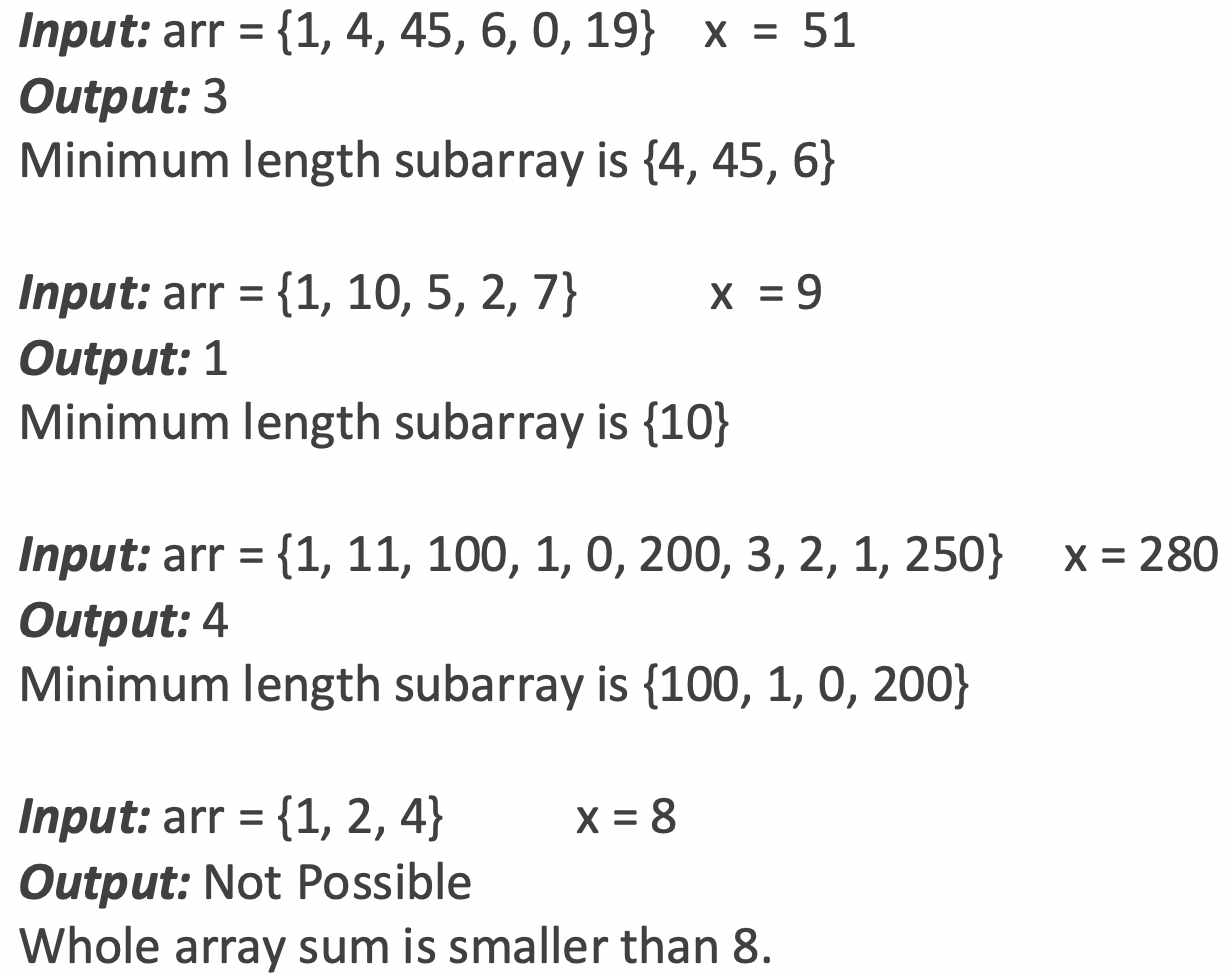 Input: arr = {1, 4, 45, 6, 0, 19} x = 51
Output: 3
Minimum length subarray is {4, 45, 6}
Input: arr = {1, 10, 5, 2, 7} x = 9
Output: 1
Minimum length subarray is {10}
Input: arr = {1, 11, 100, 1, 0, 200, 3, 2, 1, 250} x = 280
Output: 4
Minimum length subarray is {100, 1, 0, 200}
Input: arr = {1, 2, 4} x = 8
Output: Not Possible
Whole array sum is smaller than 8.